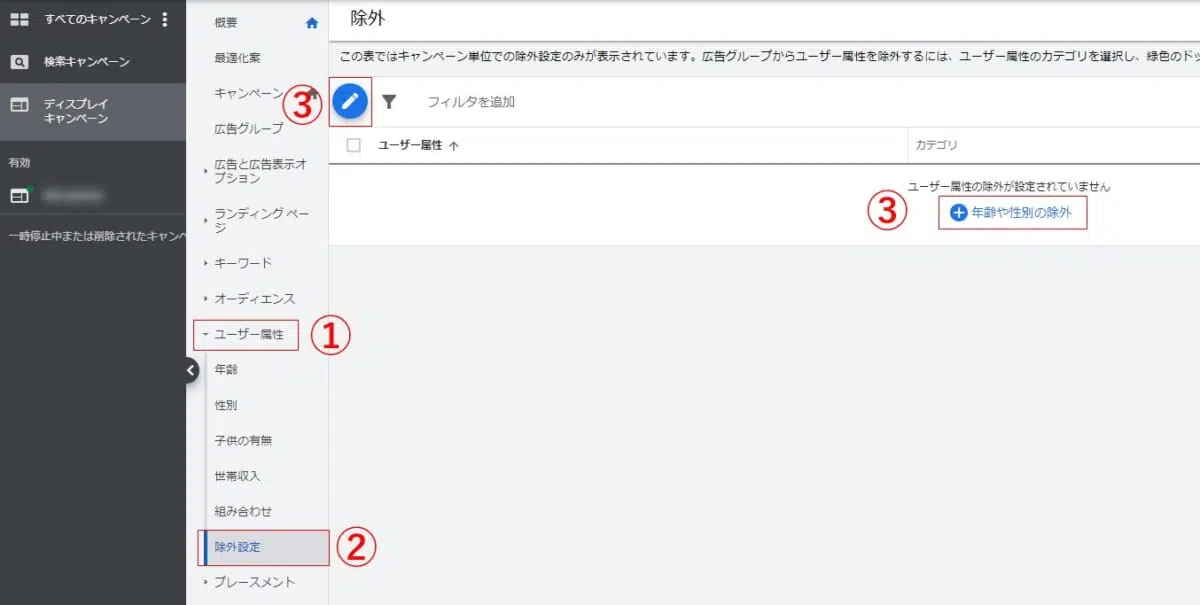 すべてのキャンペーン
検索キャンペーン
ディスプレイ
キャンペーン
有効
一時停止中または削除されたキャンペ
概要
最適化案
キャンペーン
広告グループ
広告と広告表示オ
プション
ランディング ペー
ジ
キーワード
オーディエンス
ユーザー属性
①
年齢
性別
子供の有無
世帯収入
組み合わせ
除外設定
②
プレースメント
除外
この表ではキャンペーン単位での除外設定のみが表示されています。広告グループからユーザー属性を除外するには、ユーザー属性のカテゴリを選択し、緑色のドッ
③
フィルタを追加
ユーザー属性 ↑
カテゴリ
ユーザー属性の除外が設定されていません
③
年齢や性別の除外